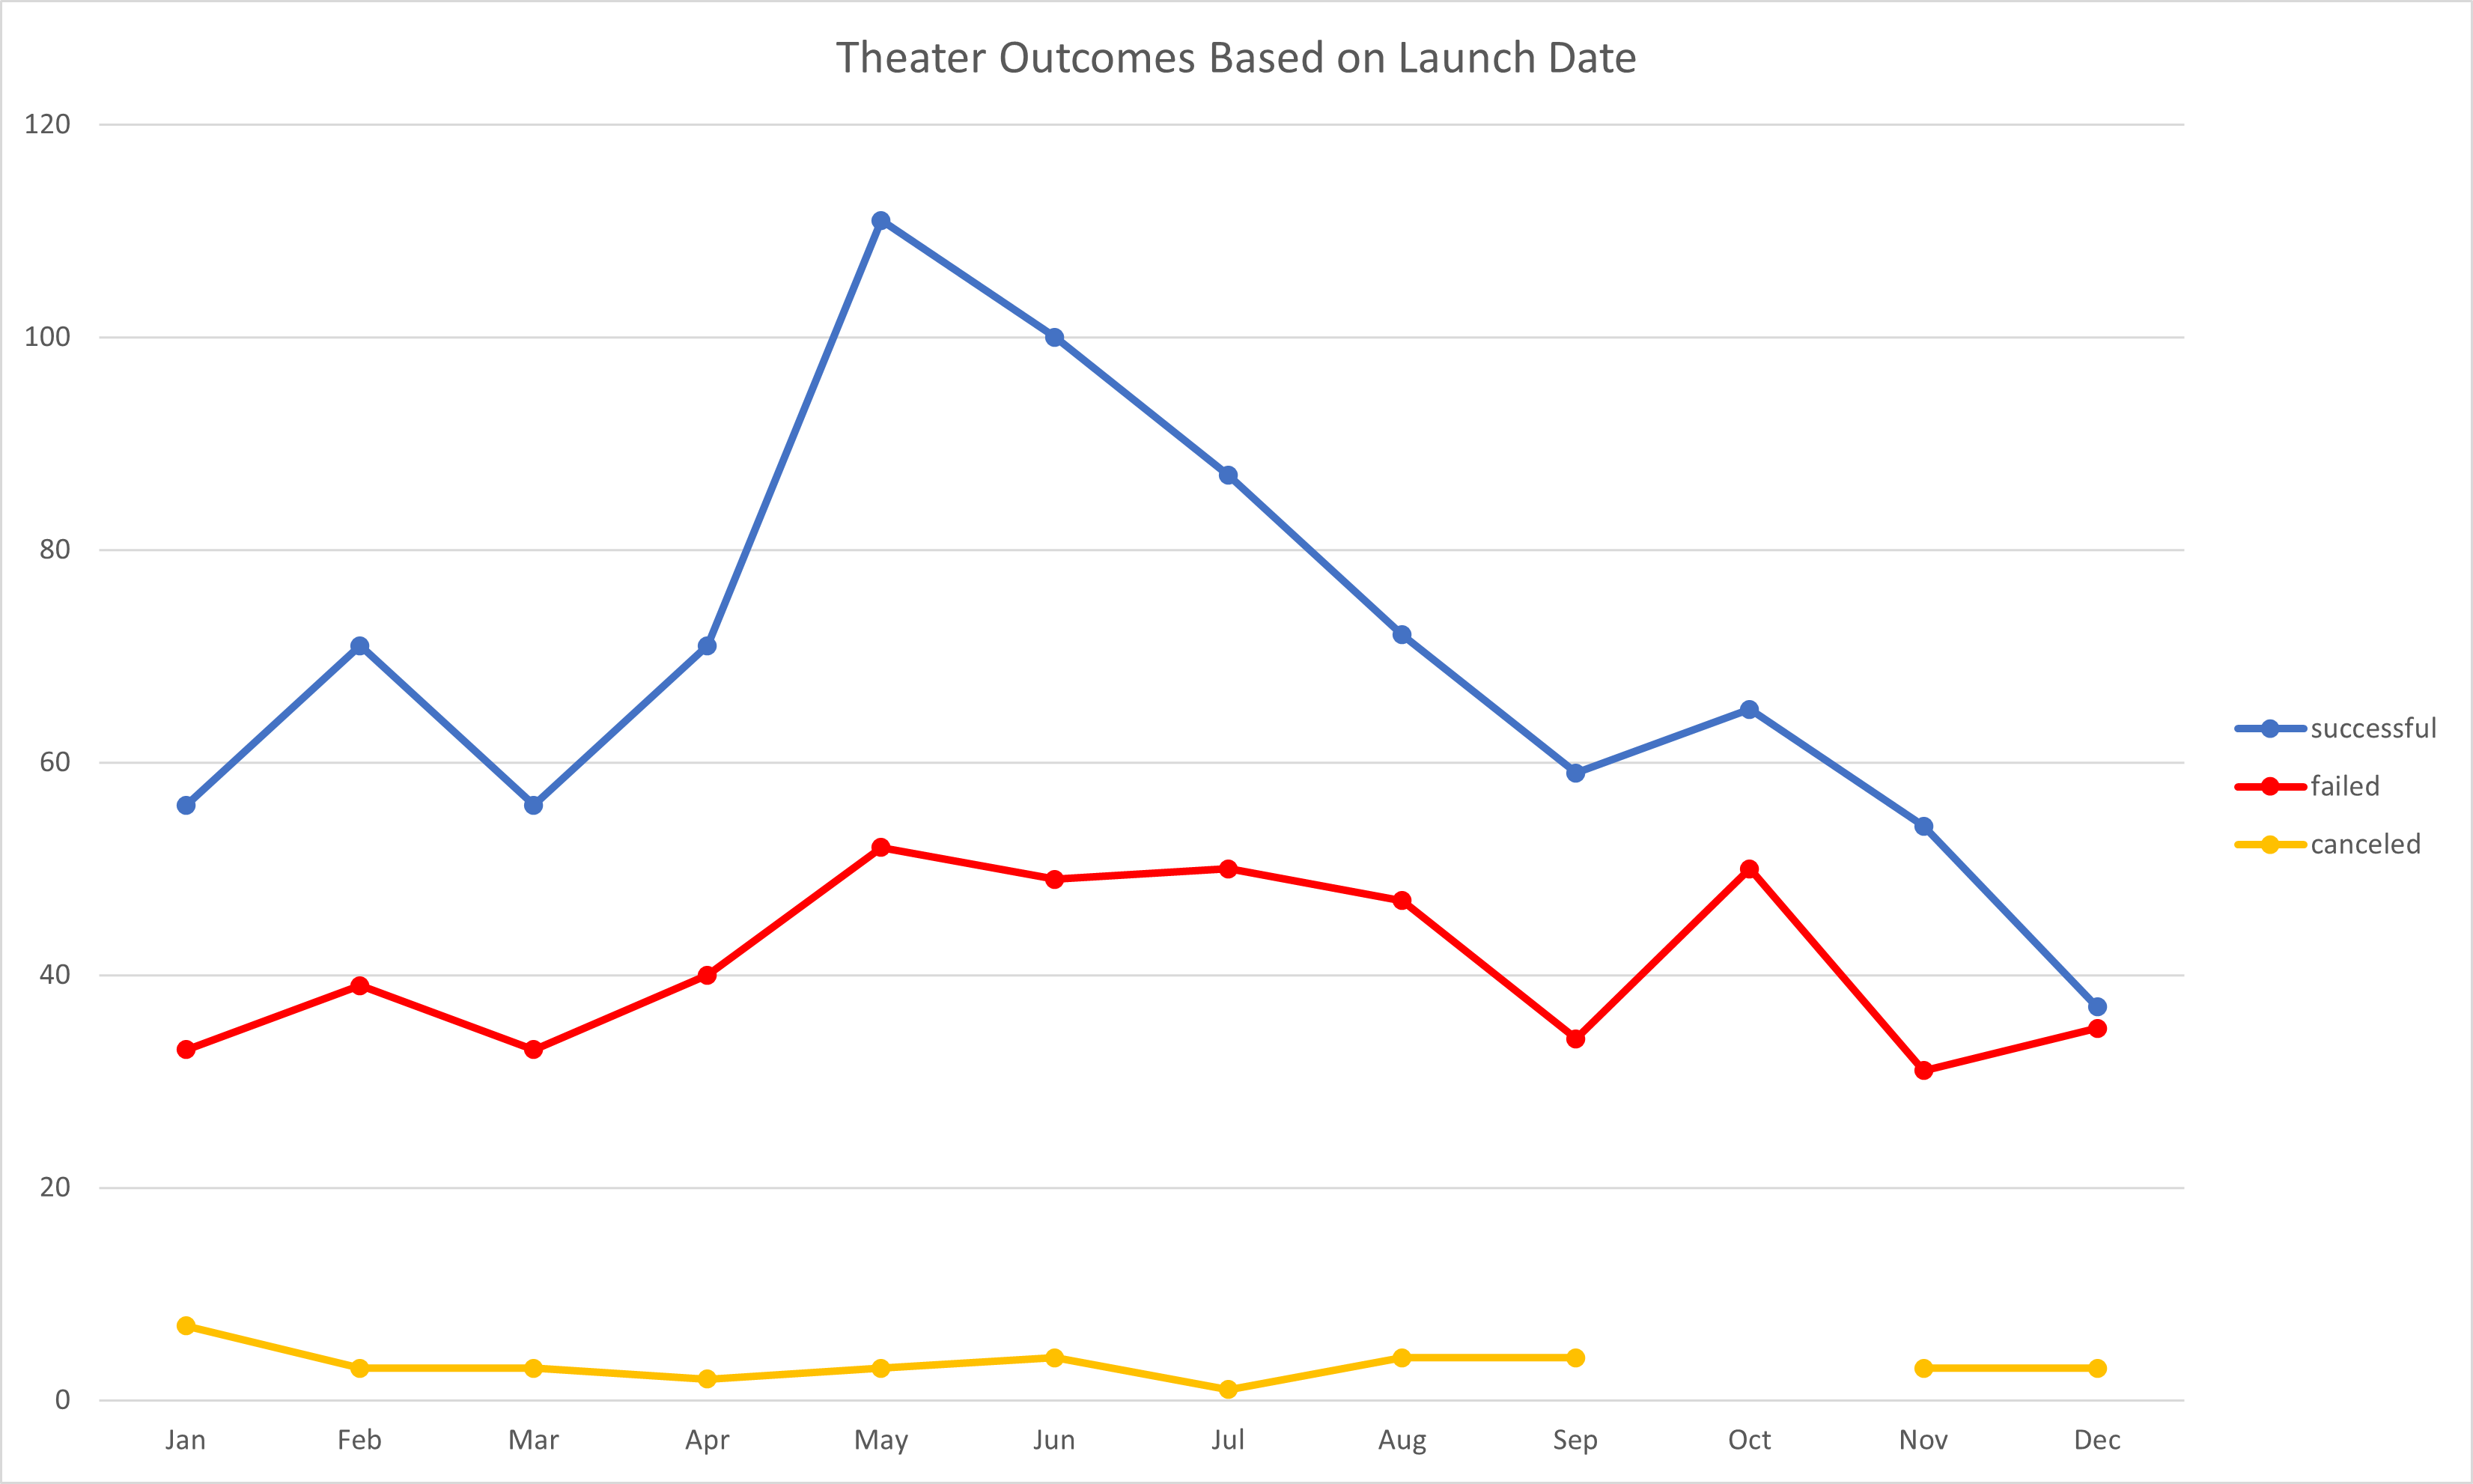 Theater Outcomes Based on Launch Date
120
100
80
60
40
20
0
Jan Feb Mar Apr May Jun Jul Aug Sep Oct Nov Dec
successful
failed
canceled